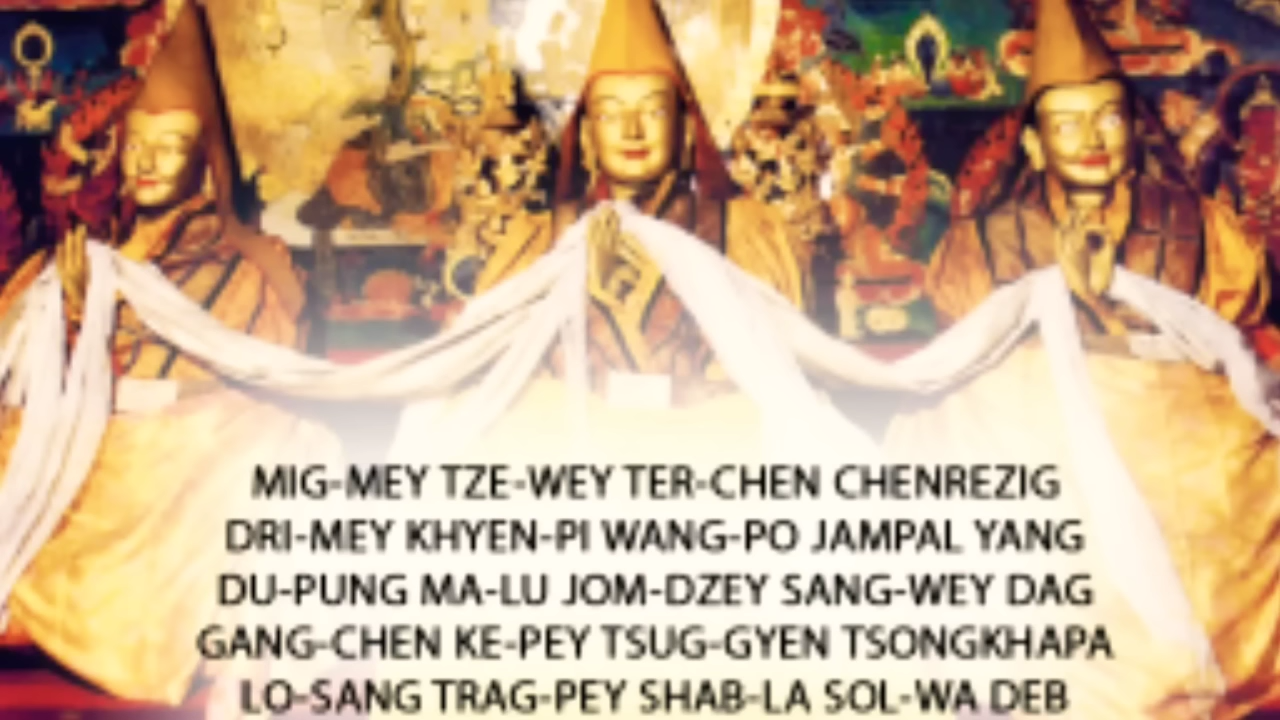 MIG-MEY TZE-WEY TER-CHEN CHENREZIG
DRI-MEY KHYEN-PI WANG-PO JAMPAL YANG
DU-PUNG MA-LU JOM-DZEY SANG-WEY DAG
GANG-CHEN KE-PEY TSUG-GYEN TSONGKHAPA
LO-SANG TRAG-PEY SHAB-LA SOL-WA DEB